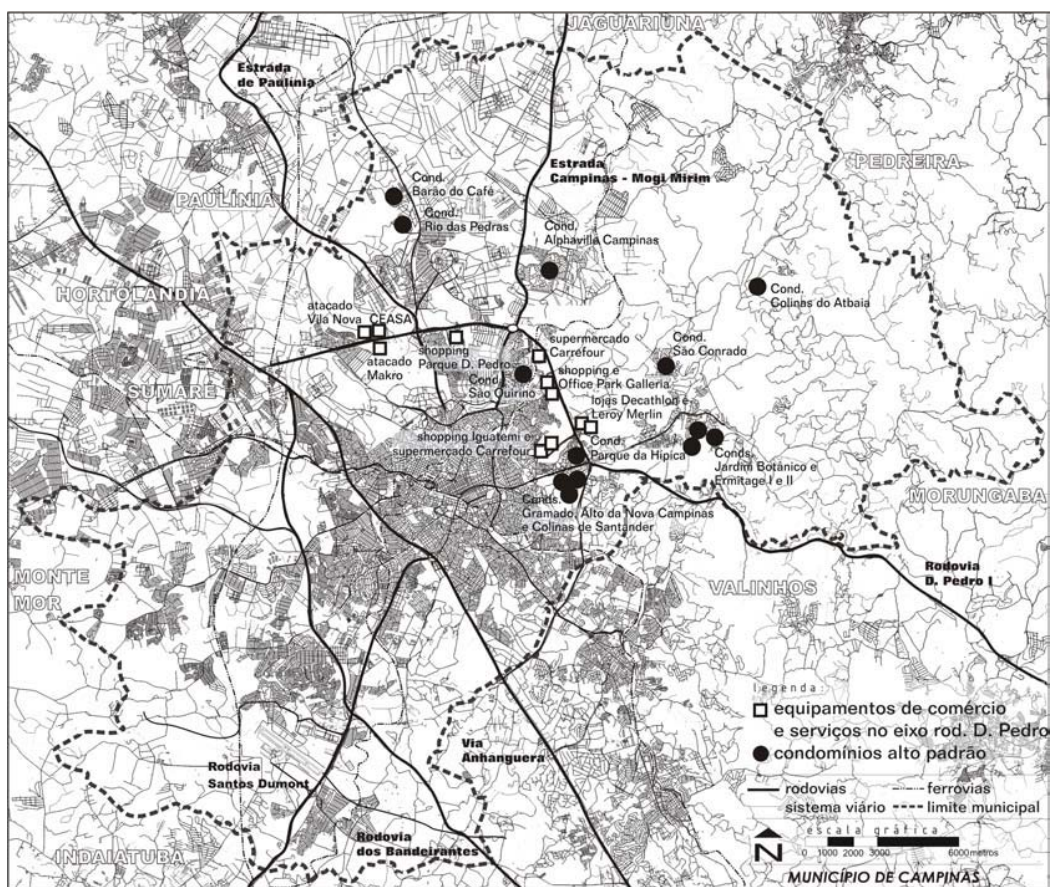 JAGUARIUNA
Estrada
de Paulínia
Estrada
Campinas - Mogi Mirim
PEDREIRA
Cond.
Barão do Café
PAULÍNIA
Cond.
Rio das Pedras
Cond.
Alphaville Campinas
HORTOLANDIA
Cond.
Colinas do Atbaia
atacado
Vila Nova
CEASA
atacado
Makro
shopping
Parque D. Pedro
supermercado
Carrefour
Cond.
São Conrado
Cond.
São Quirino
shopping e
Office Park Galleria
SUMARÉ
lojas Decathlon e
Leroy Merlin
shopping Iguatemi e
supermercado Carrefour
Cond.
Parque da Hípica
Conds.
Jardim Botânico e
Ermitage I e II
Conds.
Gramado, Alto da Nova Campinas
e Colinas de Santander
MORUNGABA
MONTE
MOR
VALINHOS
Rodovia
D. Pedro I
Rodovia
Santos Dumont
Via
Anhanguera
Rodovia
dos Bandeirantes
INDAIATUBA
legenda:
equipamentos de comércio
e serviços no eixo rod. D. Pedro
condomínios alto padrão
rodovias
ferrovias
sistema viário
limite municipal
escala gráfica
N
0 1000 2000 3000 6000 metros
MUNICÍPIO DE CAMPINAS